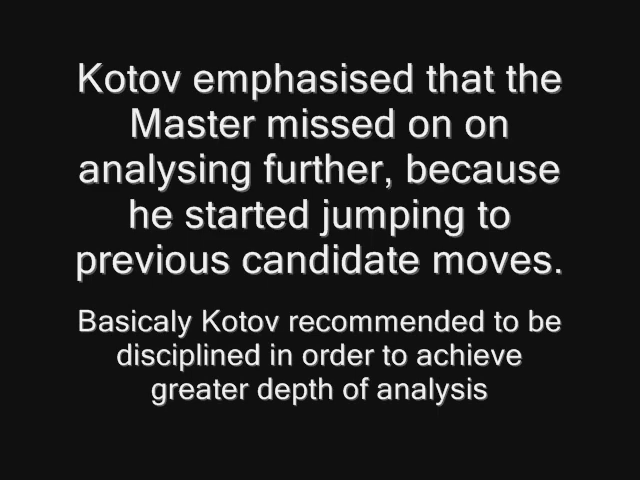 Kotov emphasised that the
Master missed on on
analysing further, because
he started jumping to
previous candidate moves.
Basicaly Kotov recommended to be
disciplined in order to achieve
greater depth of analysis